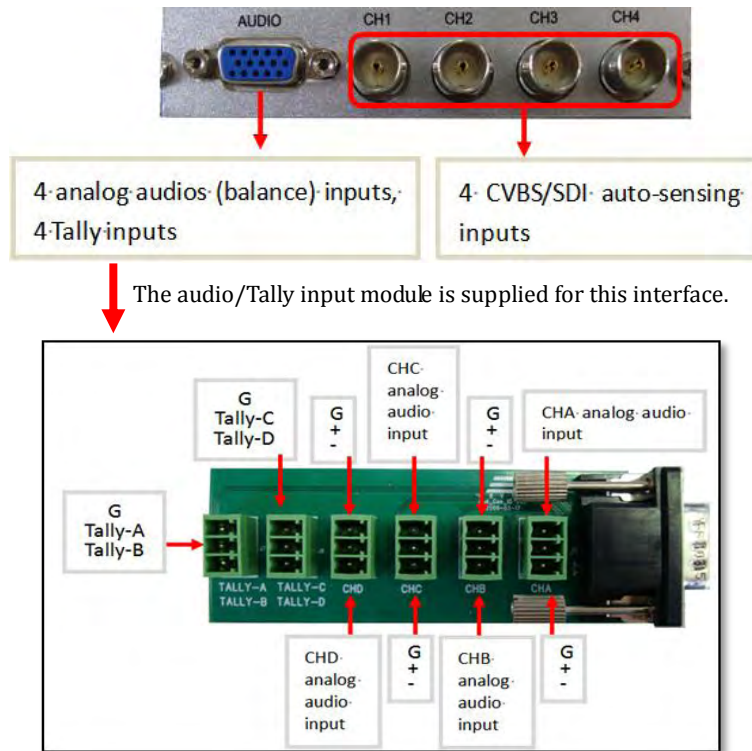 AUDIO CH1 CH2 CH3 CH4
4 analog audios (balance) inputs,
4 Tally inputs
4 CVBS/SDI auto-sensing
inputs
The audio/Tally input module is supplied for this interface.
G
Tally-A
Tally-B
G
Tally-C
Tally-D
G
+
-
CHC
analog
audio
input
G
+
-
CHA analog audio
input
TALLY-A TALLY-C CHD CHC CHB CHA
TALLY-B TALLY-D
CHD
analog
audio
input
G
+
-
CHB
analog
audio
input
G
+
-